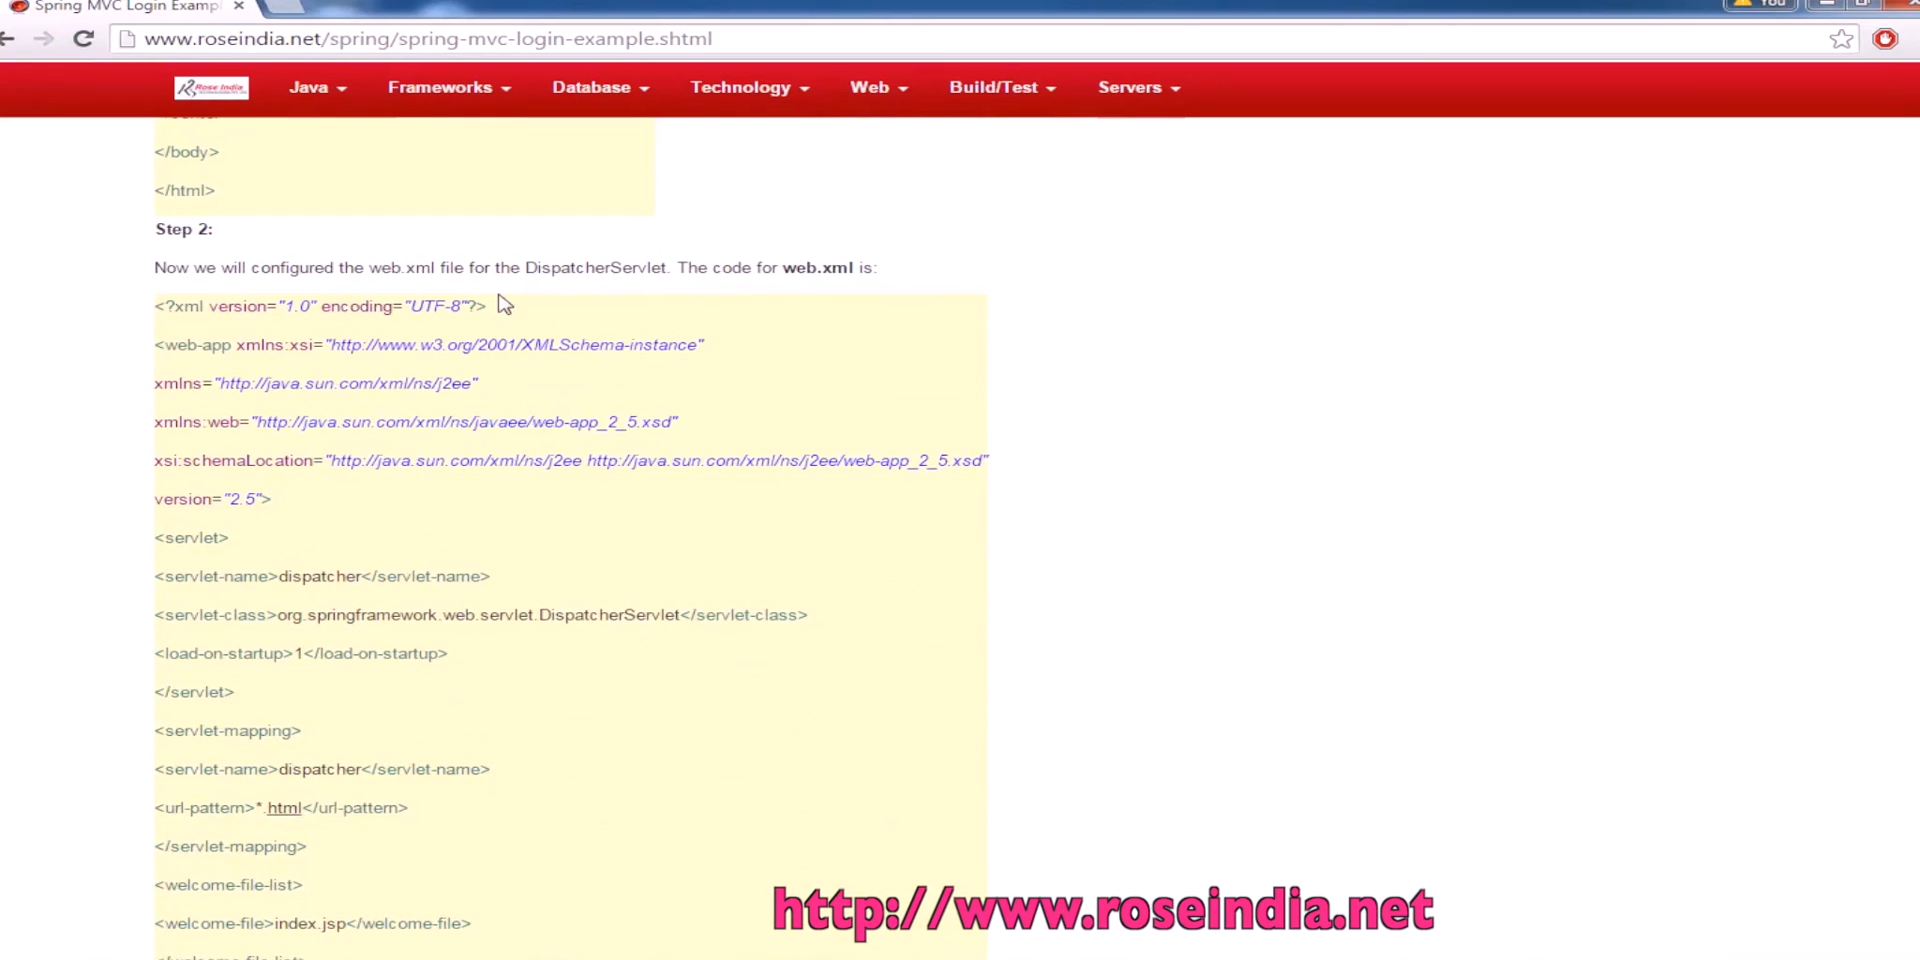 Spring MVC Login Exampl
You
www.roseindia.net/spring/spring-mvc-login-example.shtml
Rose India Java Frameworks Database Technology Web Build/Test Servers
</body>
</html>
Step 2:
Now we will configured the web.xml file for the DispatcherServlet. The code for web.xml is:
<?xml version="1.0" encoding="UTF-8"?>
<web-app xmlns:xsi="http://www.w3.org/2001/XMLSchema-instance"
xmlns="http://java.sun.com/xml/ns/j2ee"
xmlns:web="http://java.sun.com/xml/ns/javaee/web-app_2_5.xsd"
xsi:schemaLocation="http://java.sun.com/xml/ns/j2ee http://java.sun.com/xml/ns/j2ee/web-app_2_5.xsd"
version="2.5">
<servlet>
<servlet-name>dispatcher</servlet-name>
<servlet-class>org.springframework.web.servlet.DispatcherServlet</servlet-class>
<load-on-startup>1</load-on-startup>
</servlet>
<servlet-mapping>
<servlet-name>dispatcher</servlet-name>
<url-pattern>*.html</url-pattern>
</servlet-mapping>
<welcome-file-list>
<welcome-file>index.jsp</welcome-file>
http://www.roseindia.net